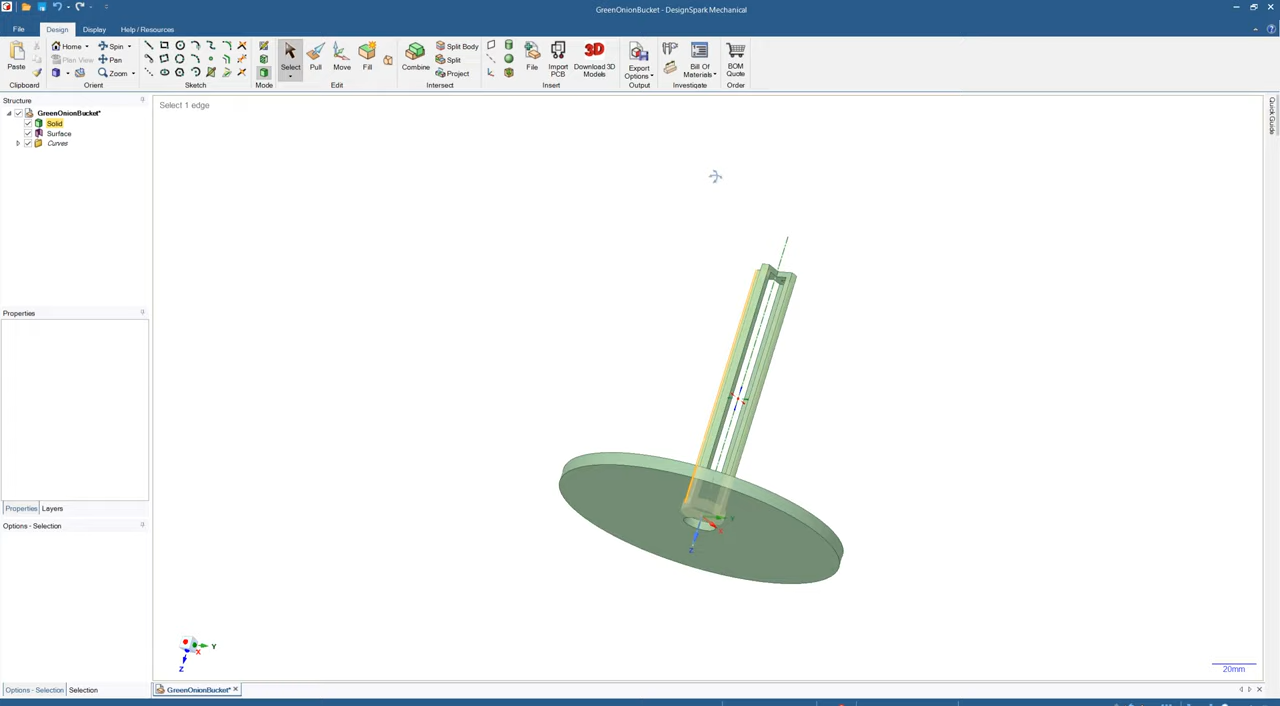 GreenOnionBucket - DesignSpark Mechanical
File Design Display Help / Resources
Home Spin
Plan View Pan
Zoom
Paste
Select Pull Move Fill
Combine
Split Body
Split
Project
File Import PCB Download 3D Models
3D
Export Options
Bill Of Materials
BOM Quote
Clipboard Orient Sketch Mode Edit Intersect Insert Output Investigate Order
Structure
GreenOnionBucket*
Solid
Surface
Curves
Select 1 edge
Quick Guide
Properties
Properties Layers
Options - Selection
Y
X
Z
Y
X
Z
20mm
Options - Selection Selection
GreenOnionBucket*